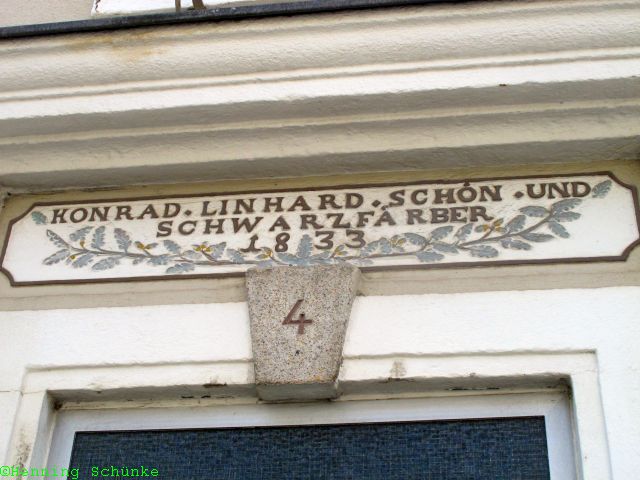 KONRAD·LINHARD·SCHÖN·UND
SCHWARZFÄRBER
1833
4
©Henning Schünke